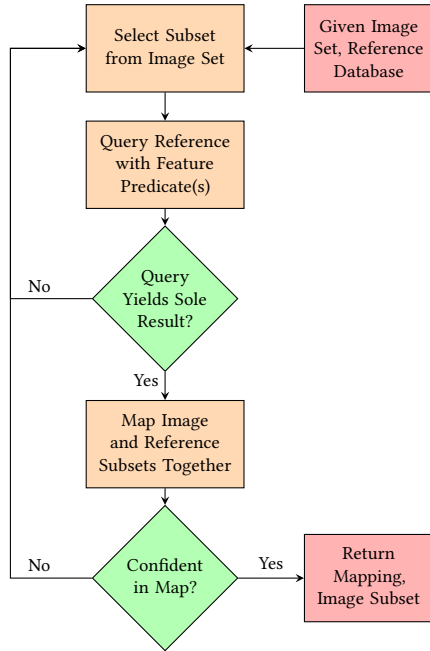 Select Subset
from Image Set
Given Image
Set, Reference
Database
Query Reference
with Feature
Predicate(s)
Query
Yields Sole
Result?
No
Yes
Map Image
and Reference
Subsets Together
Confident
in Map?
No
Yes
Return
Mapping,
Image Subset